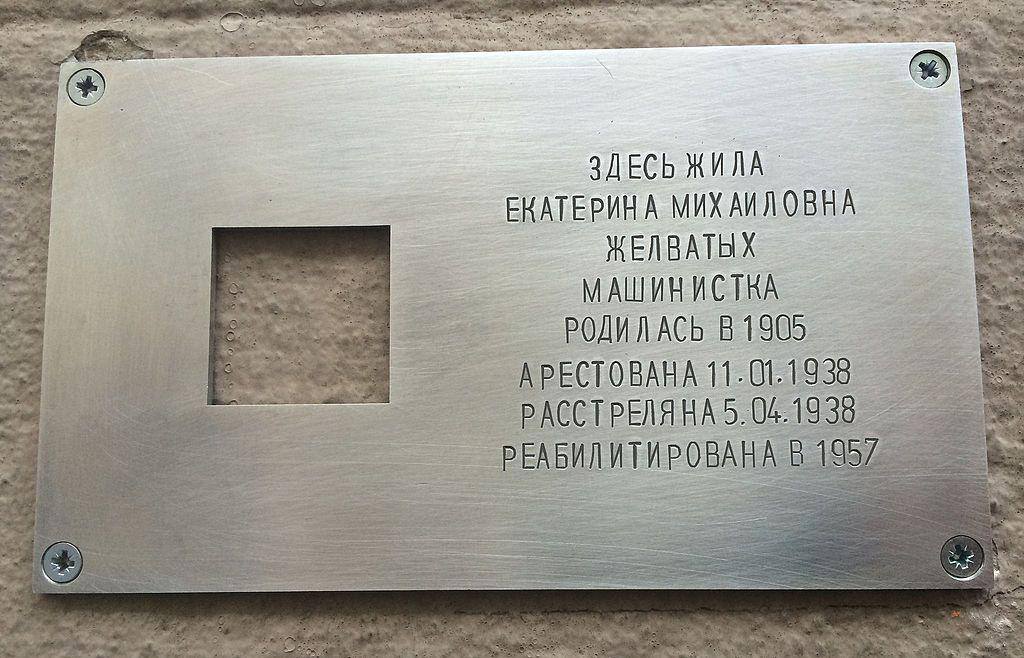 ЗДЕСЬ ЖИЛА
ЕКАТЕРИНА МИХАИЛОВНА
ЖЕЛВАТЫХ
МАШИНИСТКА
РОДИЛАСЬ В 1905
АРЕСТОВАНА 11.01.1938
РАССТРЕЛЯНА 5.04.1938
РЕАБИЛИТИРОВАНА В 1957